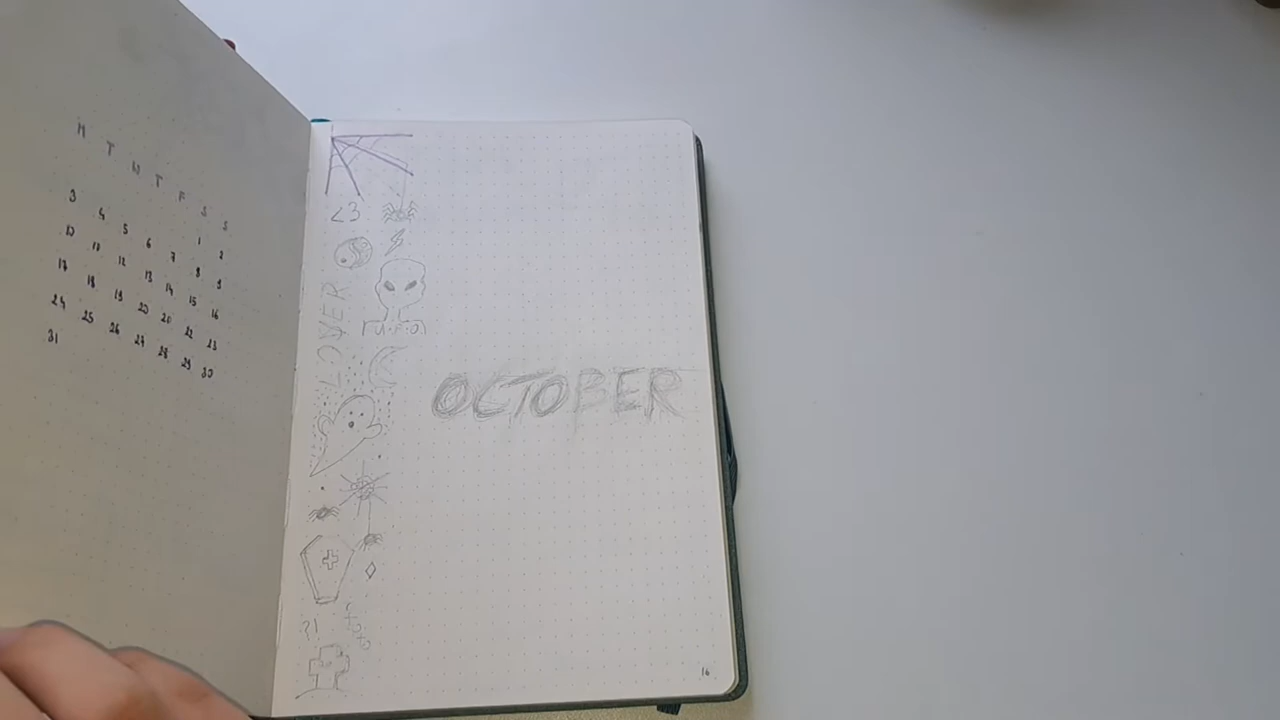 M T W T F S S
1 2
3 4 5 6 7 8 9
10 11 12 13 14 15 16
17 18 19 20 20 22 23
24 25 26 27 28 29 30
31
<3
LOVER
r.u.f.o.
OCTOBER
?!
16